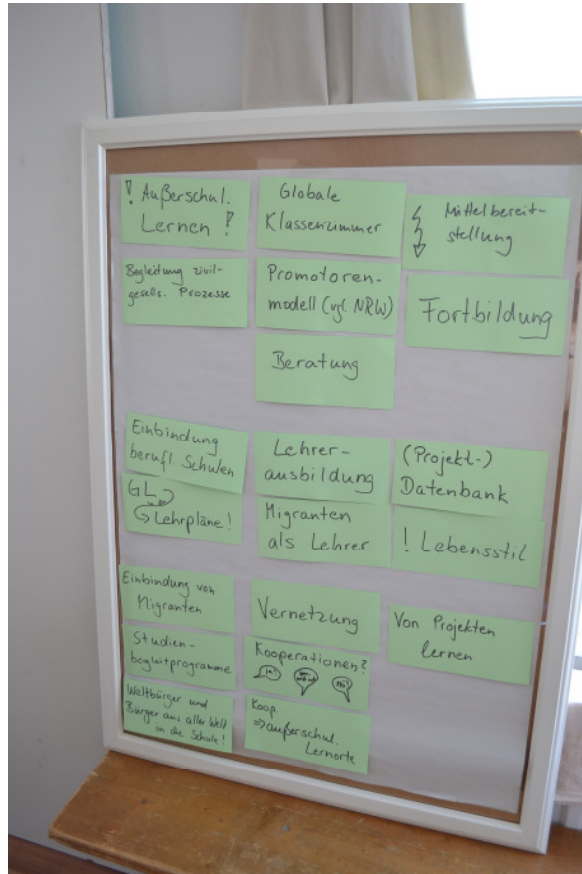 ! Außerschul.
Lernen !
Globale
Klassenzimmer
Mittelbereit-
stellung
Begleitung zivil-
gesells. Prozesse
Promotoren-
modell (vgl. NRW)
Fortbildung
Beratung
Einbindung
berufl. Schulen
Lehrer-
ausbildung
(Projekt-)
Datenbank
GL
Lehrpläne!
Migranten
als Lehrer
! Lebensstil
Einbindung von
Migranten
Vernetzung
Von Projekten
lernen
Studien-
begleitprogramme
Kooperationen?
Weltbürger und
Bürger aus aller Welt
in die Schule!
Koop.
⇒ außerschul.
Lernorte